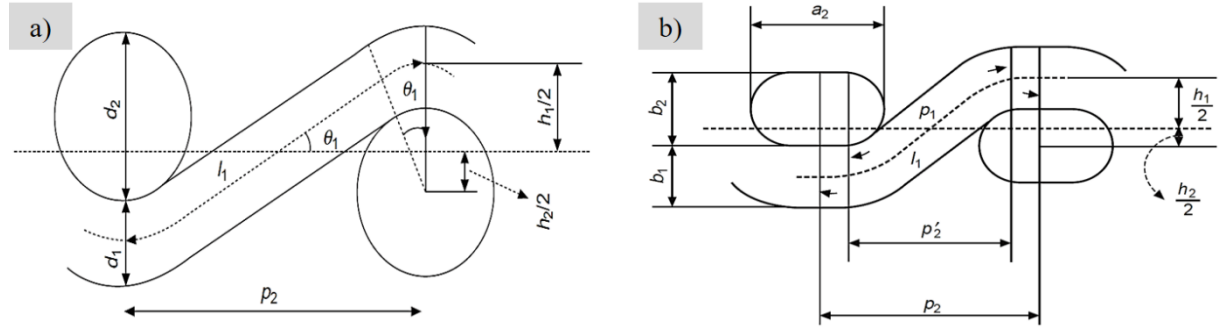 a)
d₂
θ₁
h₁/2
θ₁
l₁
h₂/2
d₁
p₂
b)
a₂
b₂
p₁
h₁
2
b₁
l₁
h₂
2
p′₂
p₂